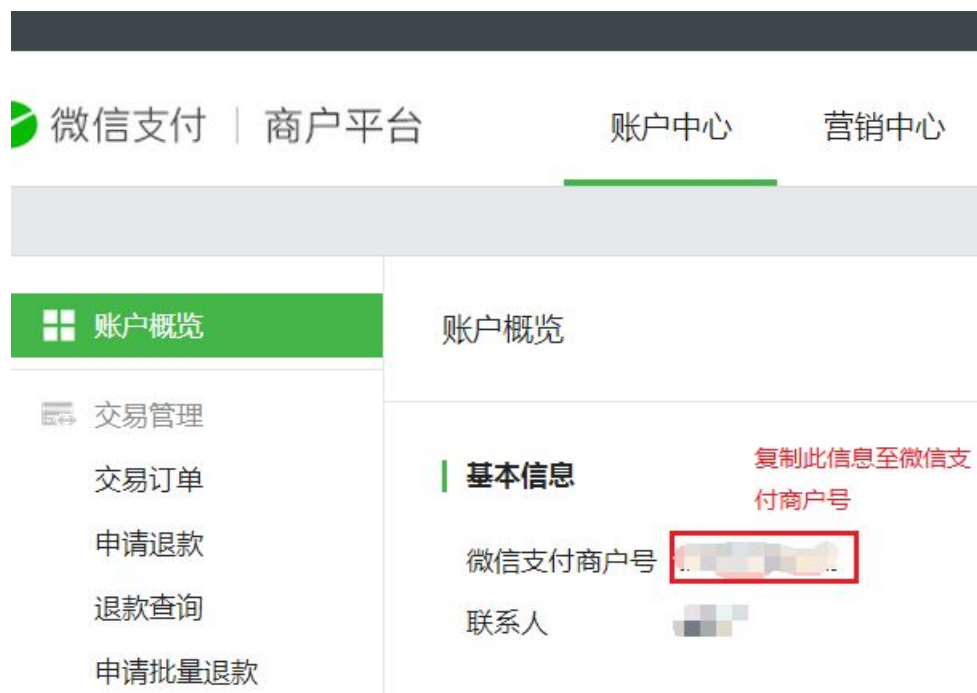 微信支付 | 商户平台
账户中心
营销中心
账户概览
交易管理
交易订单
申请退款
退款查询
申请批量退款
账户概览
基本信息
复制此信息至微信支
付商户号
微信支付商户号
联系人